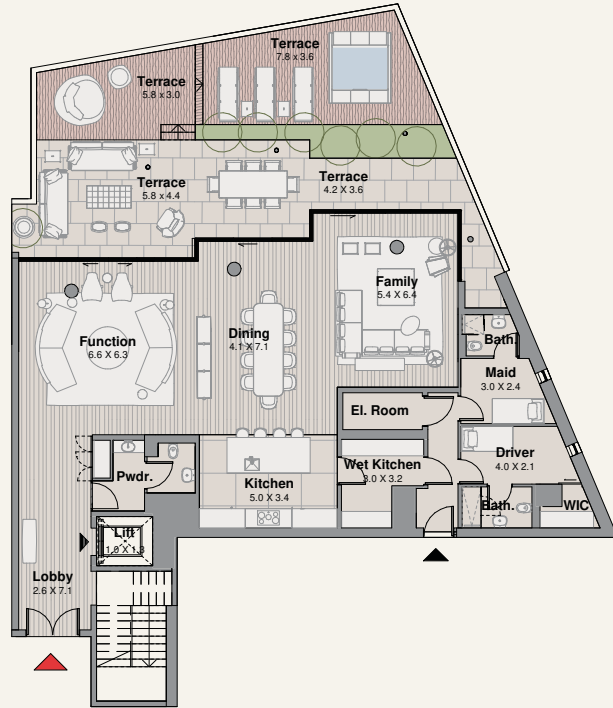 Terrace
7.8 x 3.6
Terrace
5.8 x 3.0
Terrace
5.8 x 4.4
Terrace
4.2 X 3.6
Family
5.4 X 6.4
Function
6.6 X 6.3
Dining
4.1 X 7.1
Bath.
Maid
3.0 X 2.4
El. Room
Driver
4.0 X 2.1
Wet Kitchen
3.0 X 3.2
Pwdr.
Kitchen
5.0 X 3.4
Bath.
WIC
Lift
1.9 X 1.8
Lobby
2.6 X 7.1